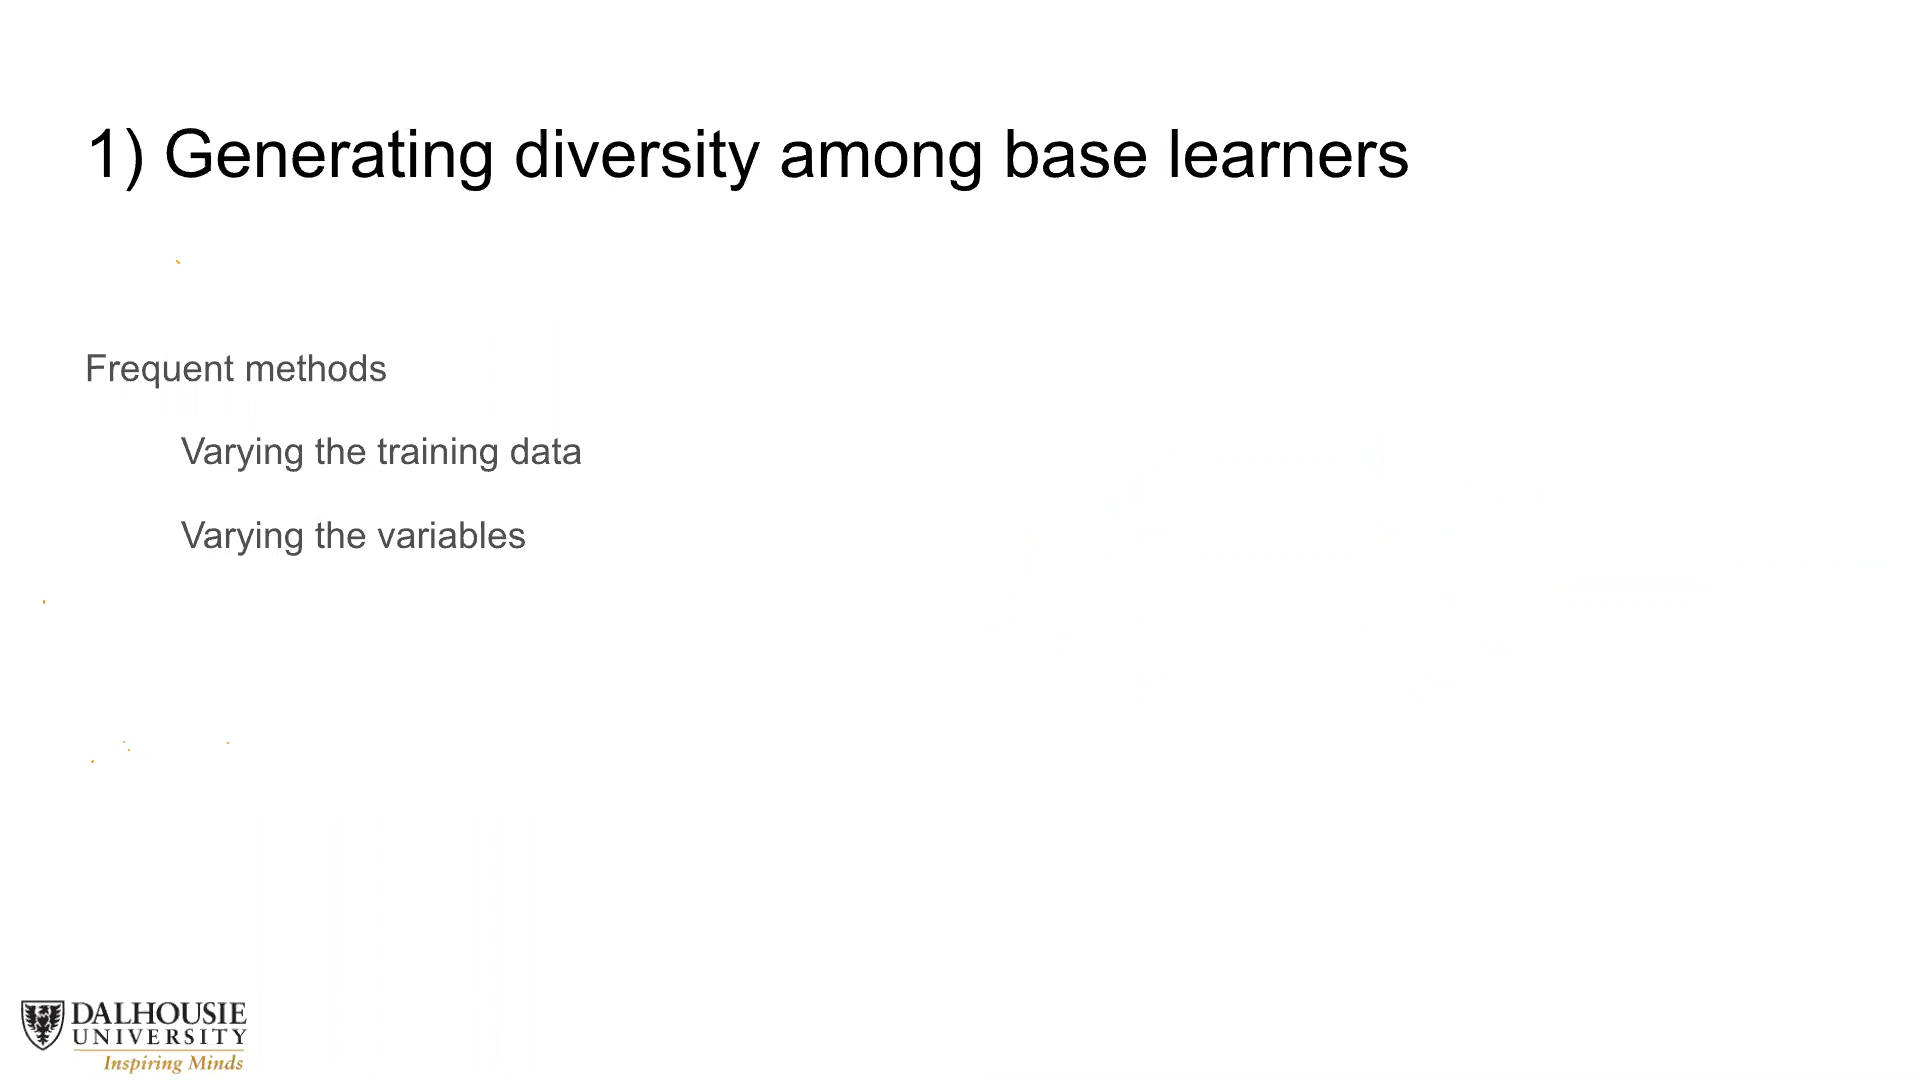 1) Generating diversity among base learners
Frequent methods
Varying the training data
Varying the variables
DALHOUSIE
UNIVERSITY
Inspiring Minds